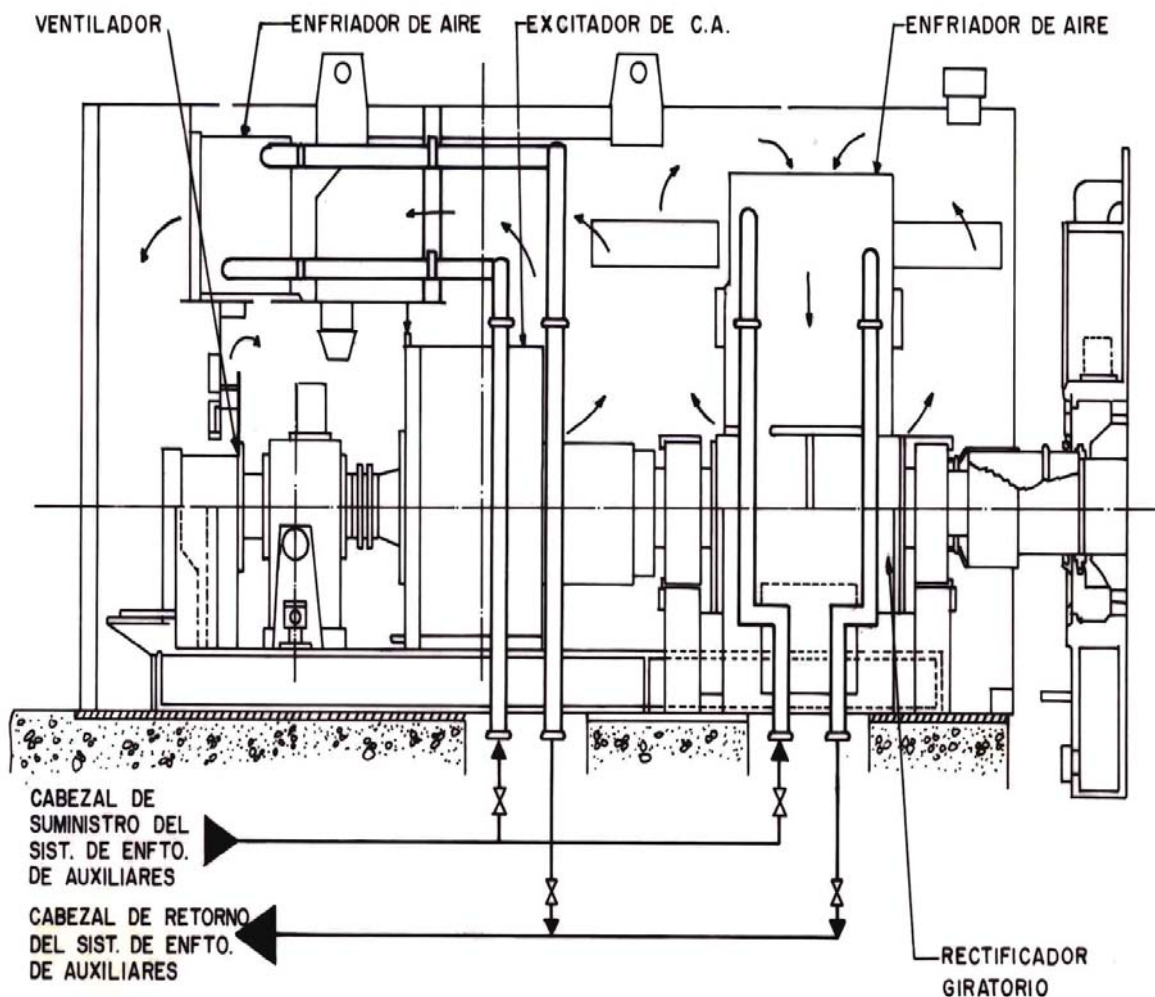 VENTILADOR
ENFRIADOR DE AIRE
EXCITADOR DE C.A.
ENFRIADOR DE AIRE
CABEZAL DE
SUMINISTRO DEL
SIST. DE ENFTO.
DE AUXILIARES
CABEZAL DE RETORNO
DEL SIST. DE ENFTO.
DE AUXILIARES
RECTIFICADOR
GIRATORIO